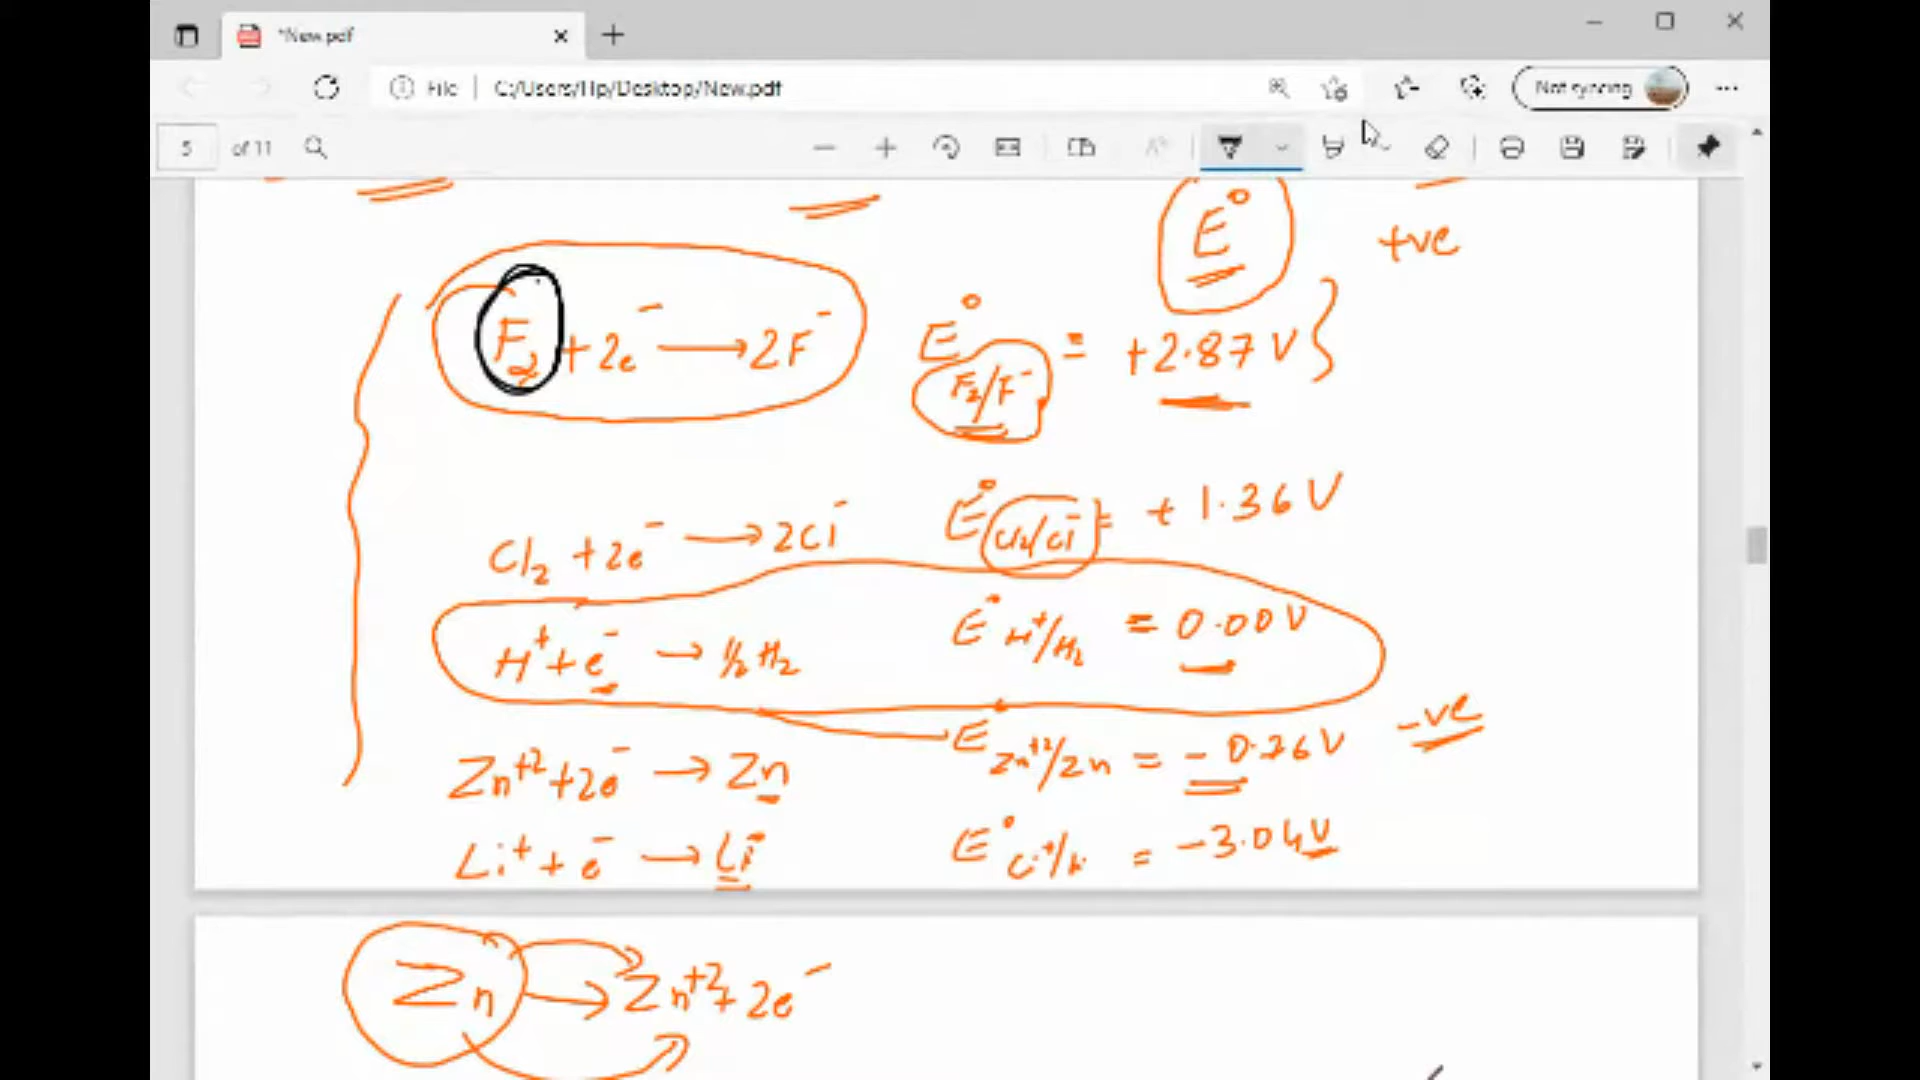 *New.pdf
File | C:/Users/Hp/Desktop/New.pdf
Not syncing
5 of 11
E°
+ve
F₂ + 2e⁻ → 2F⁻ E°F₂/F⁻ = +2.87 V
Cl₂ + 2e⁻ → 2Cl⁻ E°Cl₂/Cl⁻ = + 1.36 V
H⁺ + e⁻ → ½ H₂ E°H⁺/H₂ = 0.00 V
-ve
Zn⁺² + 2e⁻ → Zn E°Zn⁺²/Zn = - 0.76 V
Li⁺ + e⁻ → Li E°Li⁺/Li = -3.04 V
Zn → Zn⁺² + 2e⁻